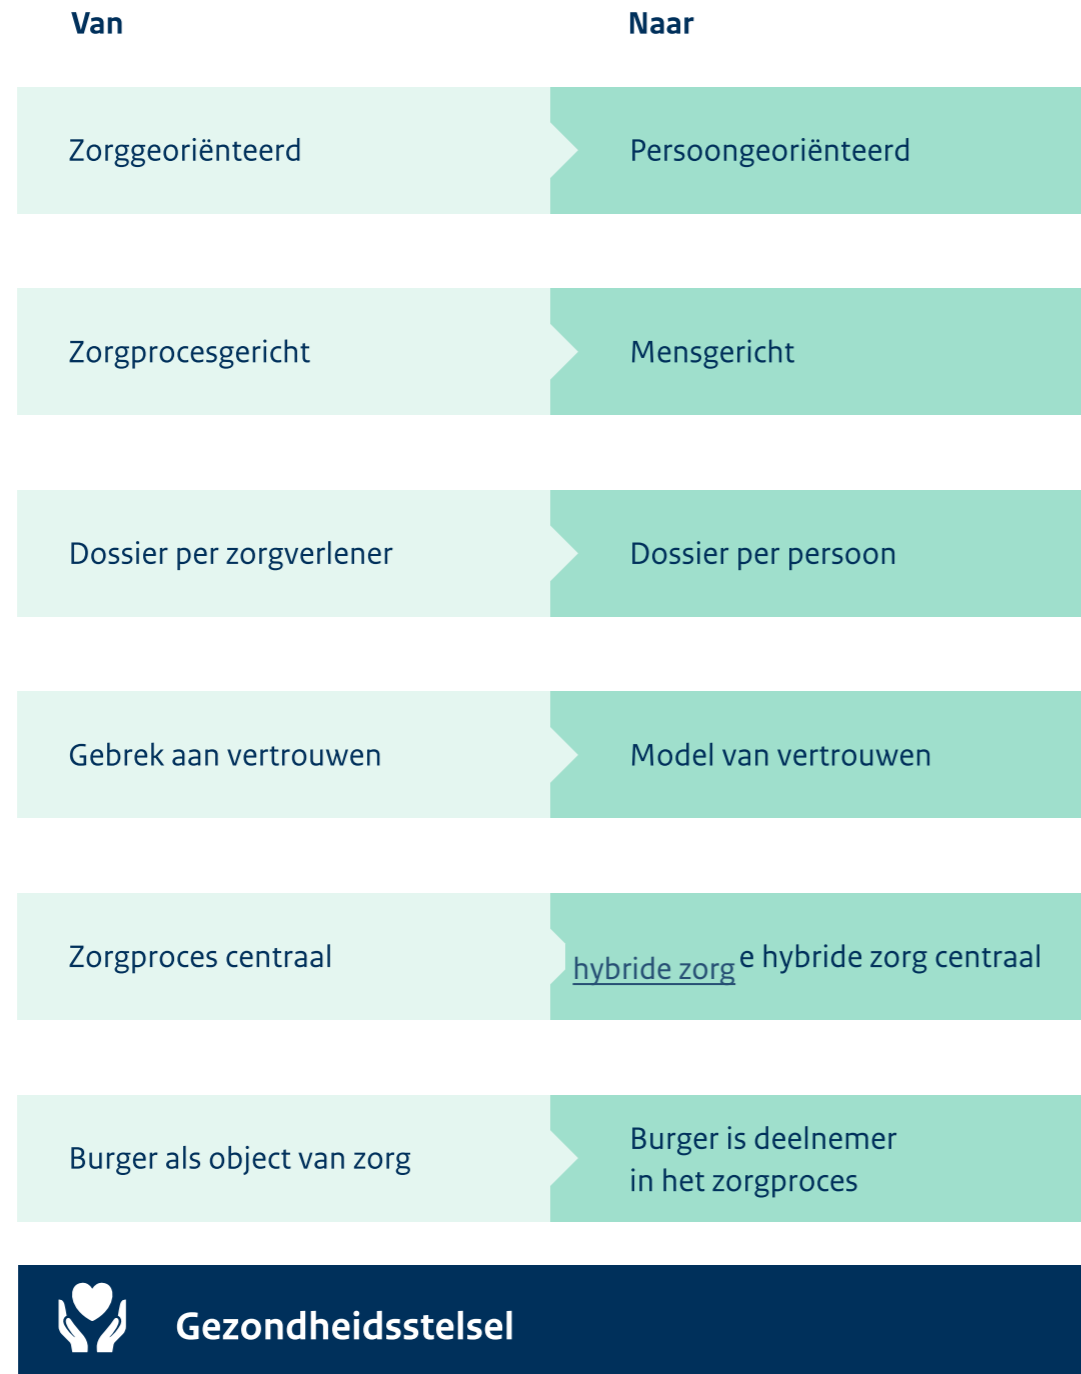 Van
Naar
Zorggeoriënteerd
Persoongeoriënteerd
Zorgprocesgericht
Mensgericht
Dossier per zorgverlener
Dossier per persoon
Gebrek aan vertrouwen
Model van vertrouwen
Zorgproces centraal
hybride zorg
e hybride zorg centraal
Burger als object van zorg
Burger is deelnemer
in het zorgproces
Gezondheidsstelsel